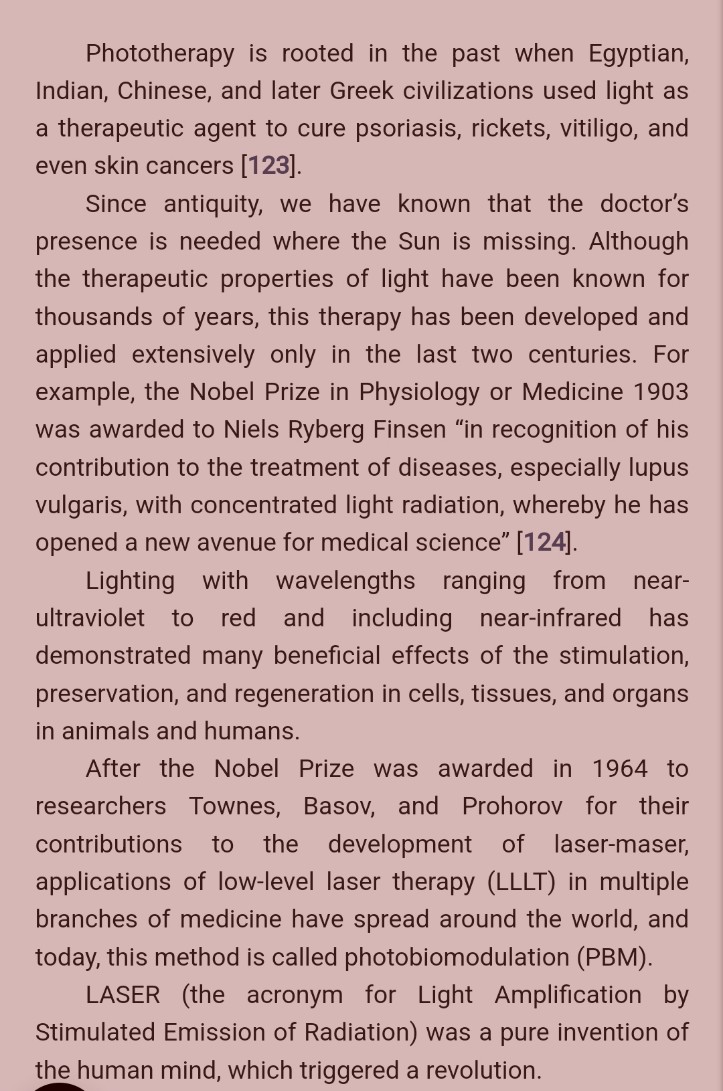 Phototherapy is rooted in the past when Egyptian,
Indian, Chinese, and later Greek civilizations used light as
a therapeutic agent to cure psoriasis, rickets, vitiligo, and
even skin cancers [123].
Since antiquity, we have known that the doctor’s
presence is needed where the Sun is missing. Although
the therapeutic properties of light have been known for
thousands of years, this therapy has been developed and
applied extensively only in the last two centuries. For
example, the Nobel Prize in Physiology or Medicine 1903
was awarded to Niels Ryberg Finsen “in recognition of his
contribution to the treatment of diseases, especially lupus
vulgaris, with concentrated light radiation, whereby he has
opened a new avenue for medical science” [124].
Lighting with wavelengths ranging from near-
ultraviolet to red and including near-infrared has
demonstrated many beneficial effects of the stimulation,
preservation, and regeneration in cells, tissues, and organs
in animals and humans.
After the Nobel Prize was awarded in 1964 to
researchers Townes, Basov, and Prohorov for their
contributions to the development of laser-maser,
applications of low-level laser therapy (LLLT) in multiple
branches of medicine have spread around the world, and
today, this method is called photobiomodulation (PBM).
LASER (the acronym for Light Amplification by
Stimulated Emission of Radiation) was a pure invention of
the human mind, which triggered a revolution.